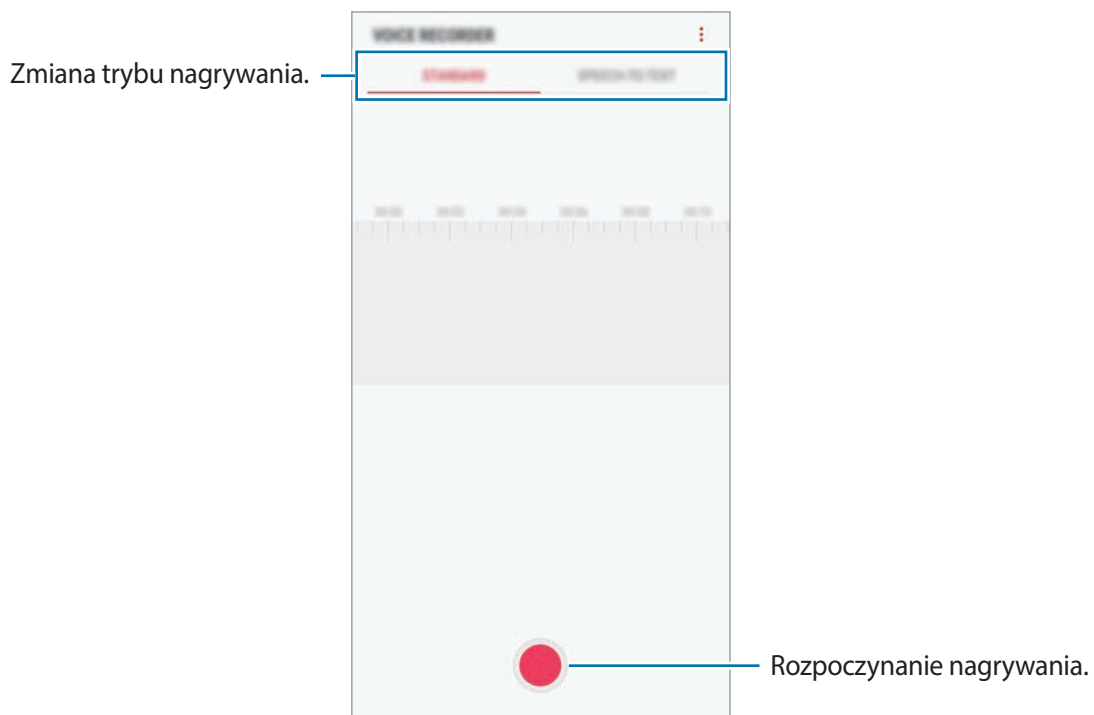 VOICE RECORDER
Zmiana trybu nagrywania.
STANDARD
SPEECH-TO-TEXT
Rozpoczynanie nagrywania.